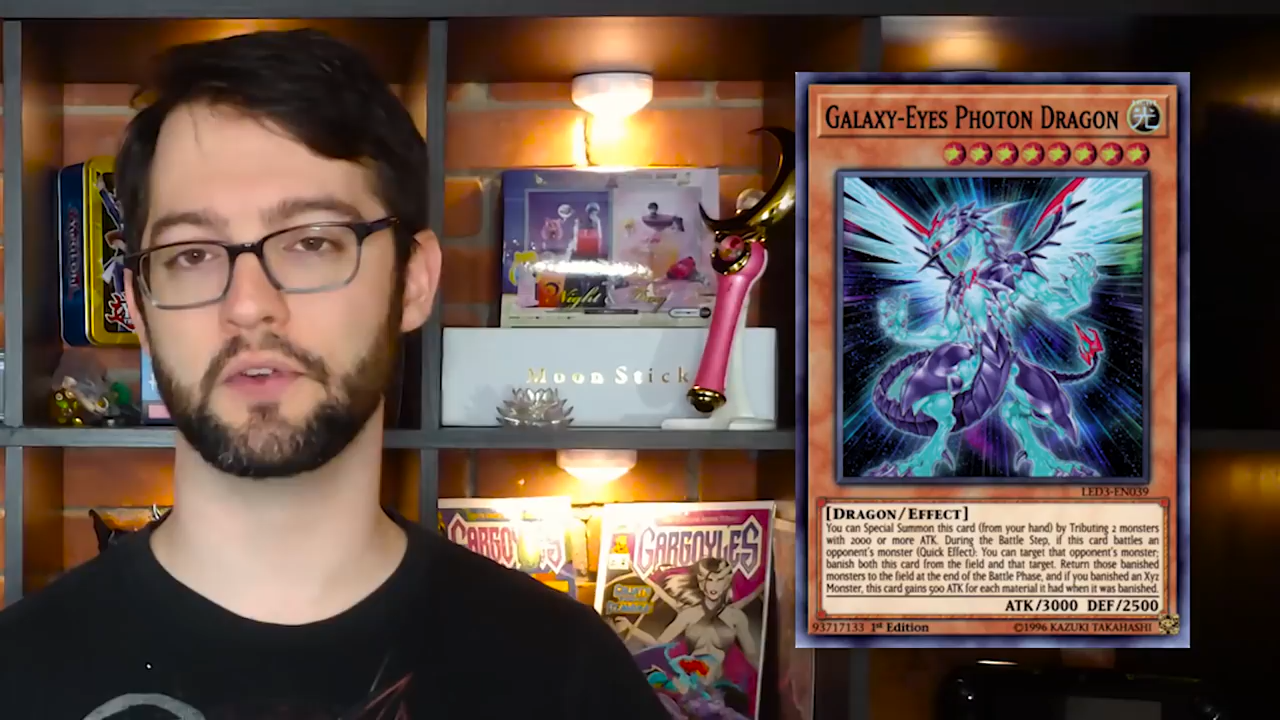 GALAXY-EYES PHOTON DRAGON
光
LED3-EN039
[DRAGON/EFFECT]
You can Special Summon this card (from your hand) by Tributing 2 monsters
with 2000 or more ATK. During the Battle Step, if this card battles an
opponent's monster (Quick Effect): You can target that opponent's monster;
banish both this card from the field and that target. Return those banished
monsters to the field at the end of the Battle Phase, and if you banished an Xyz
Monster, this card gains 500 ATK for each material it had when it was banished.
ATK/3000 DEF/2500
93717133 1st Edition ©1996 KAZUKI TAKAHASHI
Moon Stick
GARGOYLES
GARGOYLES